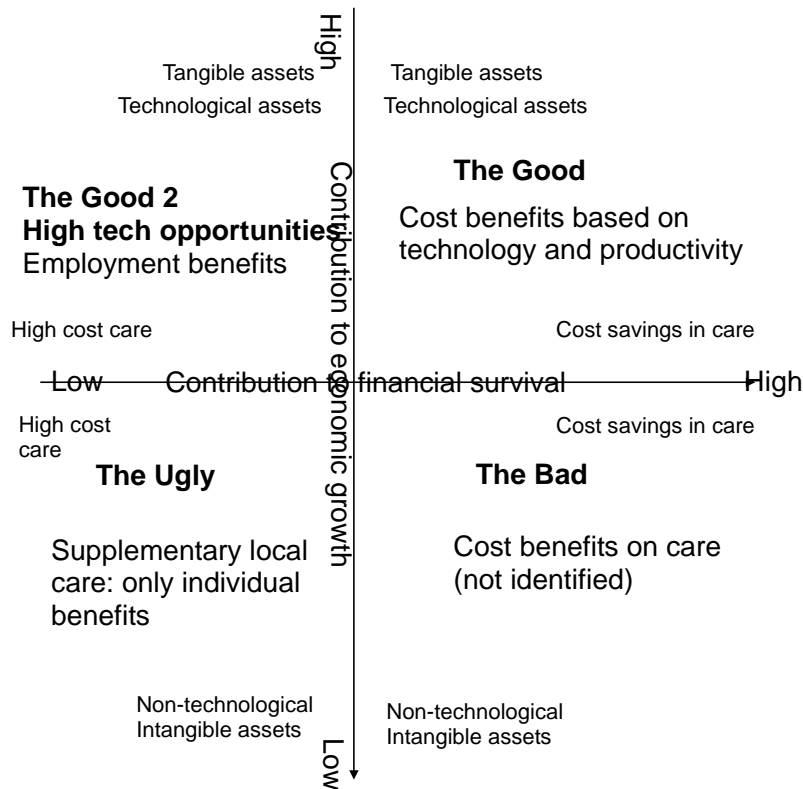 High
Tangible assets
Technological assets
Tangible assets
Technological assets
The Good 2
High tech opportunities
Employment benefits
The Good
Cost benefits based on
technology and productivity
Contribution to economic growth
High cost care
Cost savings in care
Low
Contribution to financial survival
High
High cost
care
Cost savings in care
The Ugly
The Bad
Supplementary local
care: only individual
benefits
Cost benefits on care
(not identified)
Non-technological
Intangible assets
Non-technological
Intangible assets
Low